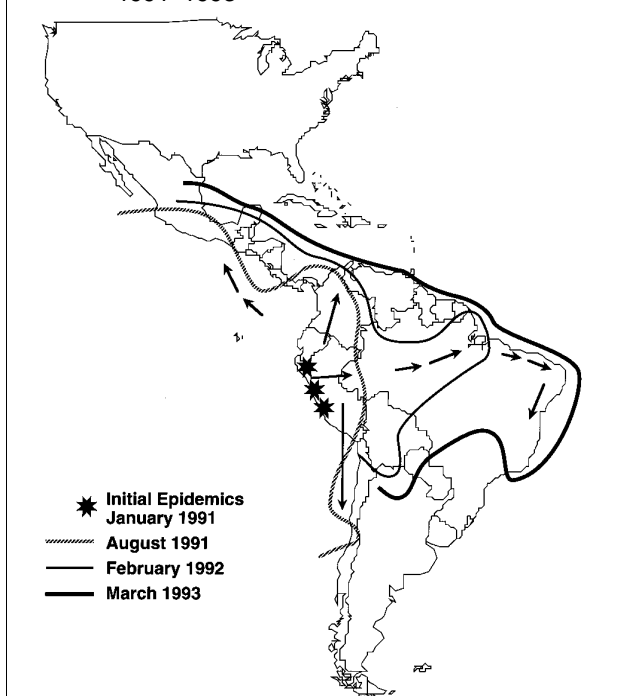 Initial Epidemics
January 1991
August 1991
February 1992
March 1993